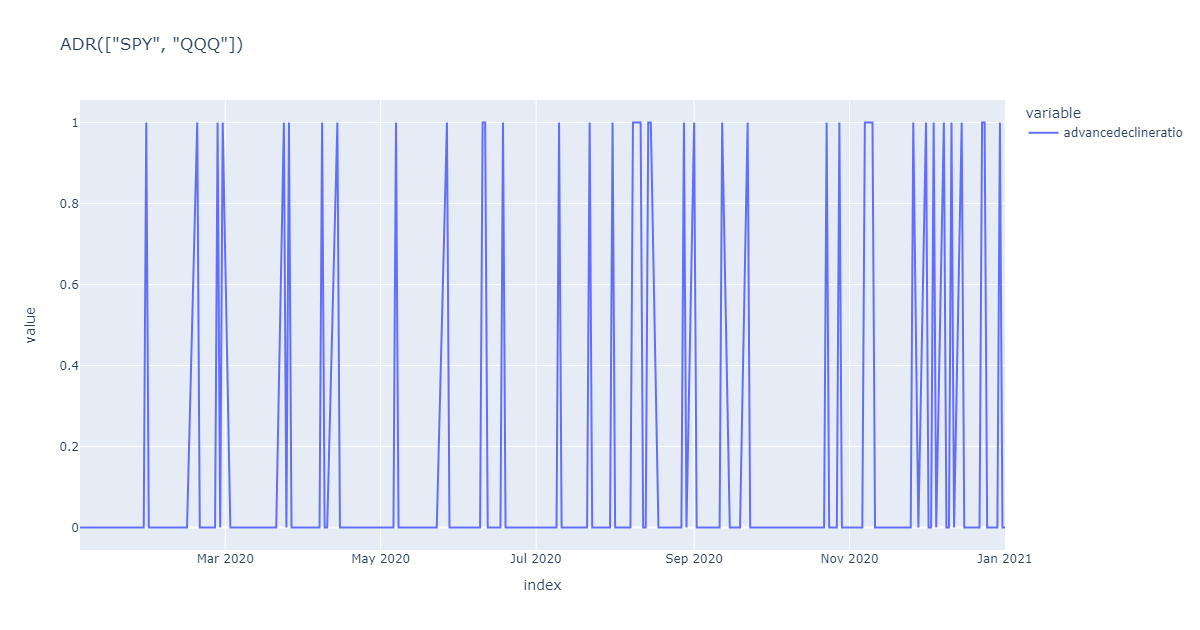 ADR(["SPY", "QQQ"])
variable
advancedeclineratio
value
1
0.8
0.6
0.4
0.2
0
Mar 2020
May 2020
Jul 2020
Sep 2020
Nov 2020
Jan 2021
index